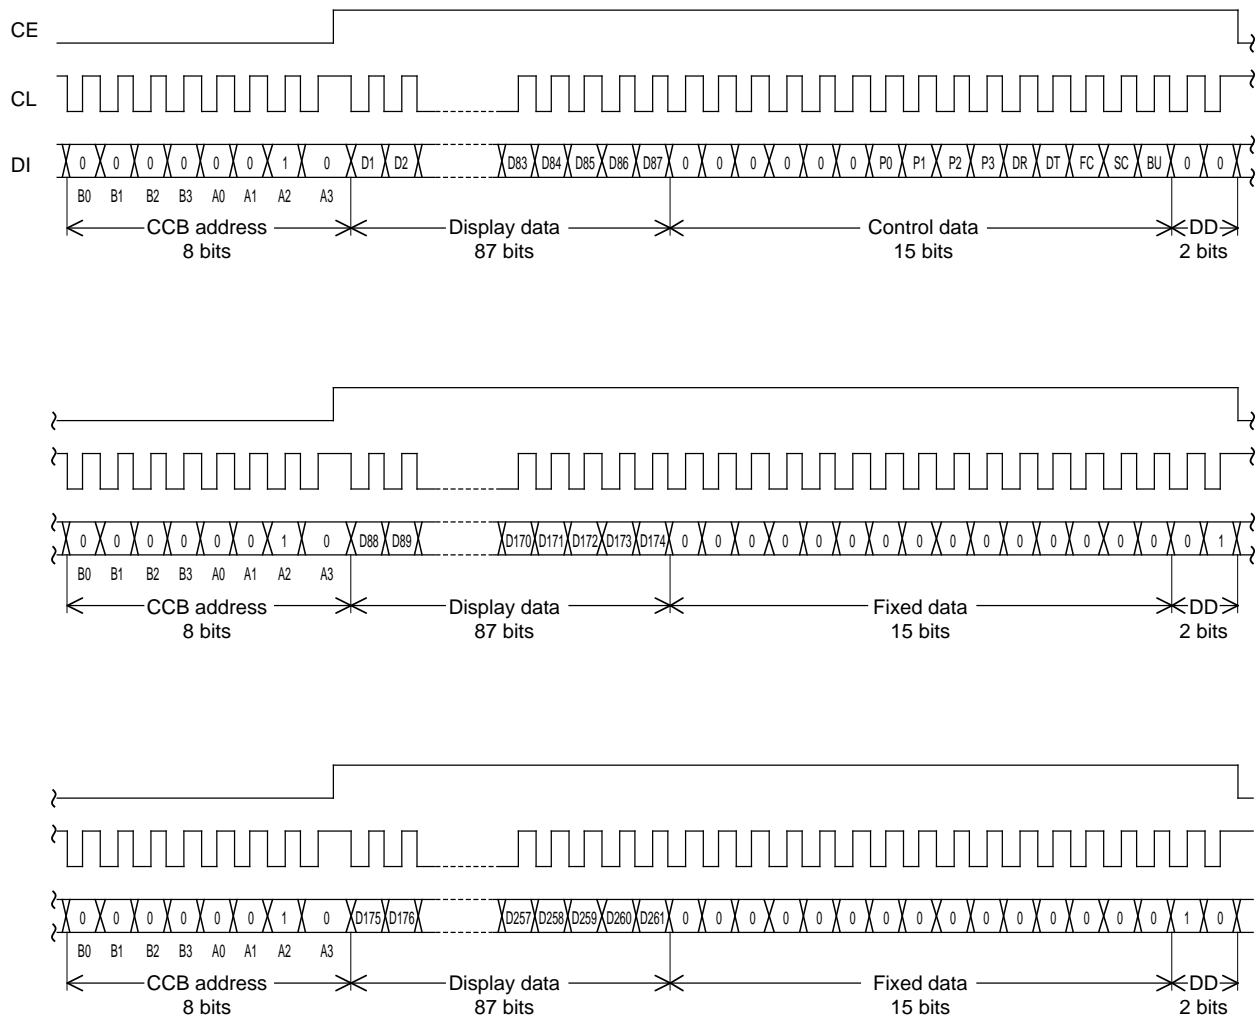 CE
CL
DI 0 0 0 0 0 0 1 0 D1 D2 D83 D84 D85 D86 D87 0 0 0 0 0 0 P0 P1 P2 P3 DR DT FC SC BU 0 0
B0 B1 B2 B3 A0 A1 A2 A3
CCB address Display data Control data DD
8 bits 87 bits 15 bits 2 bits
0 0 0 0 0 0 1 0 D88 D89 D170 D171 D172 D173 D174 0 0 0 0 0 0 0 0 0 0 0 0 0 0 0 0 1
B0 B1 B2 B3 A0 A1 A2 A3
CCB address Display data Fixed data DD
8 bits 87 bits 15 bits 2 bits
0 0 0 0 0 0 1 0 D175 D176 D257 D258 D259 D260 D261 0 0 0 0 0 0 0 0 0 0 0 0 0 0 0 1 0
B0 B1 B2 B3 A0 A1 A2 A3
CCB address Display data Fixed data DD
8 bits 87 bits 15 bits 2 bits